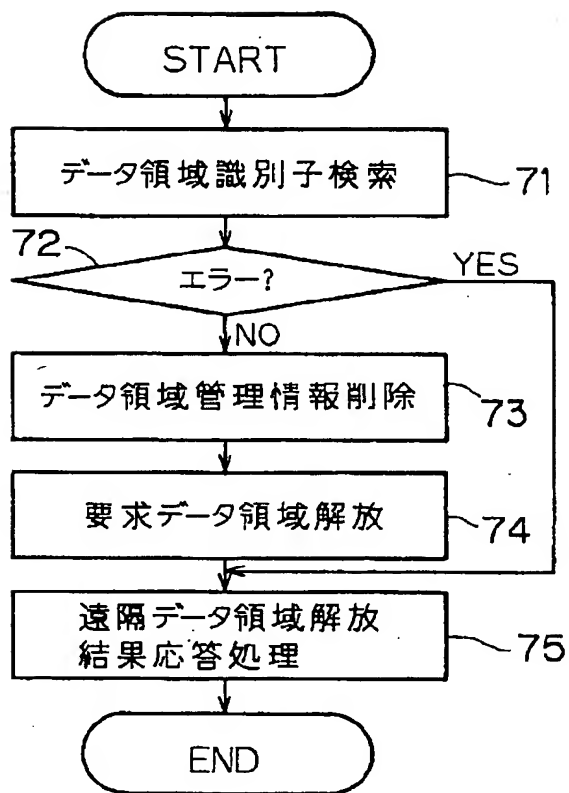 START
データ領域識別子検索
71
72
エラー?
YES
NO
データ領域管理情報削除
73
要求データ領域解放
74
遠隔データ領域解放
結果応答処理
75
END